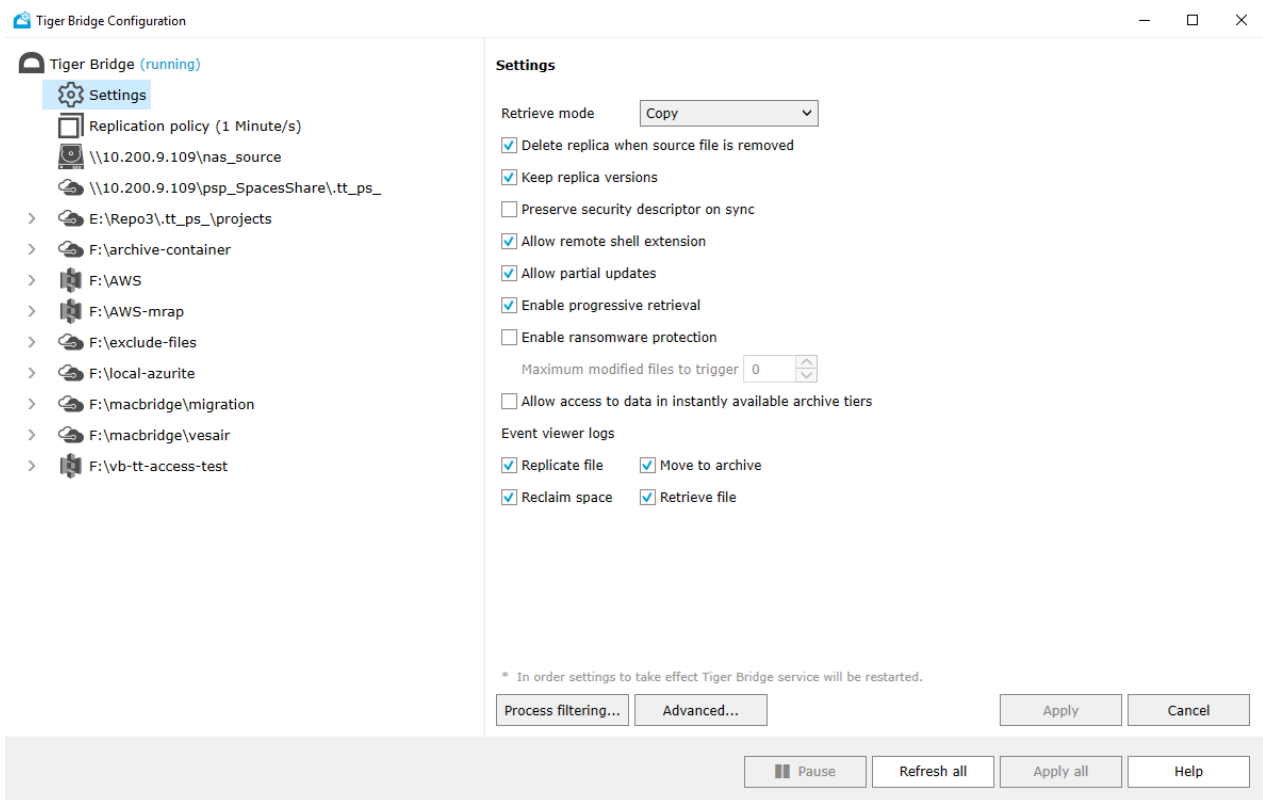 Tiger Bridge Configuration
Tiger Bridge (running)
Settings
Replication policy (1 Minute/s)
\\10.200.9.109\nas_source
\\10.200.9.109\psp_SpacesShare\.tt_ps_
E:\Repo3\.tt_ps_\projects
F:\archive-container
F:\AWS
F:\AWS-mrap
F:\exclude-files
F:\local-azurite
F:\macbridge\migration
F:\macbridge\vesair
F:\vb-tt-access-test
Settings
Retrieve mode Copy
Delete replica when source file is removed
Keep replica versions
Preserve security descriptor on sync
Allow remote shell extension
Allow partial updates
Enable progressive retrieval
Enable ransomware protection
Maximum modified files to trigger 0
Allow access to data in instantly available archive tiers
Event viewer logs
Replicate file Move to archive
Reclaim space Retrieve file
* In order settings to take effect Tiger Bridge service will be restarted.
Process filtering... Advanced... Apply Cancel
Pause Refresh all Apply all Help